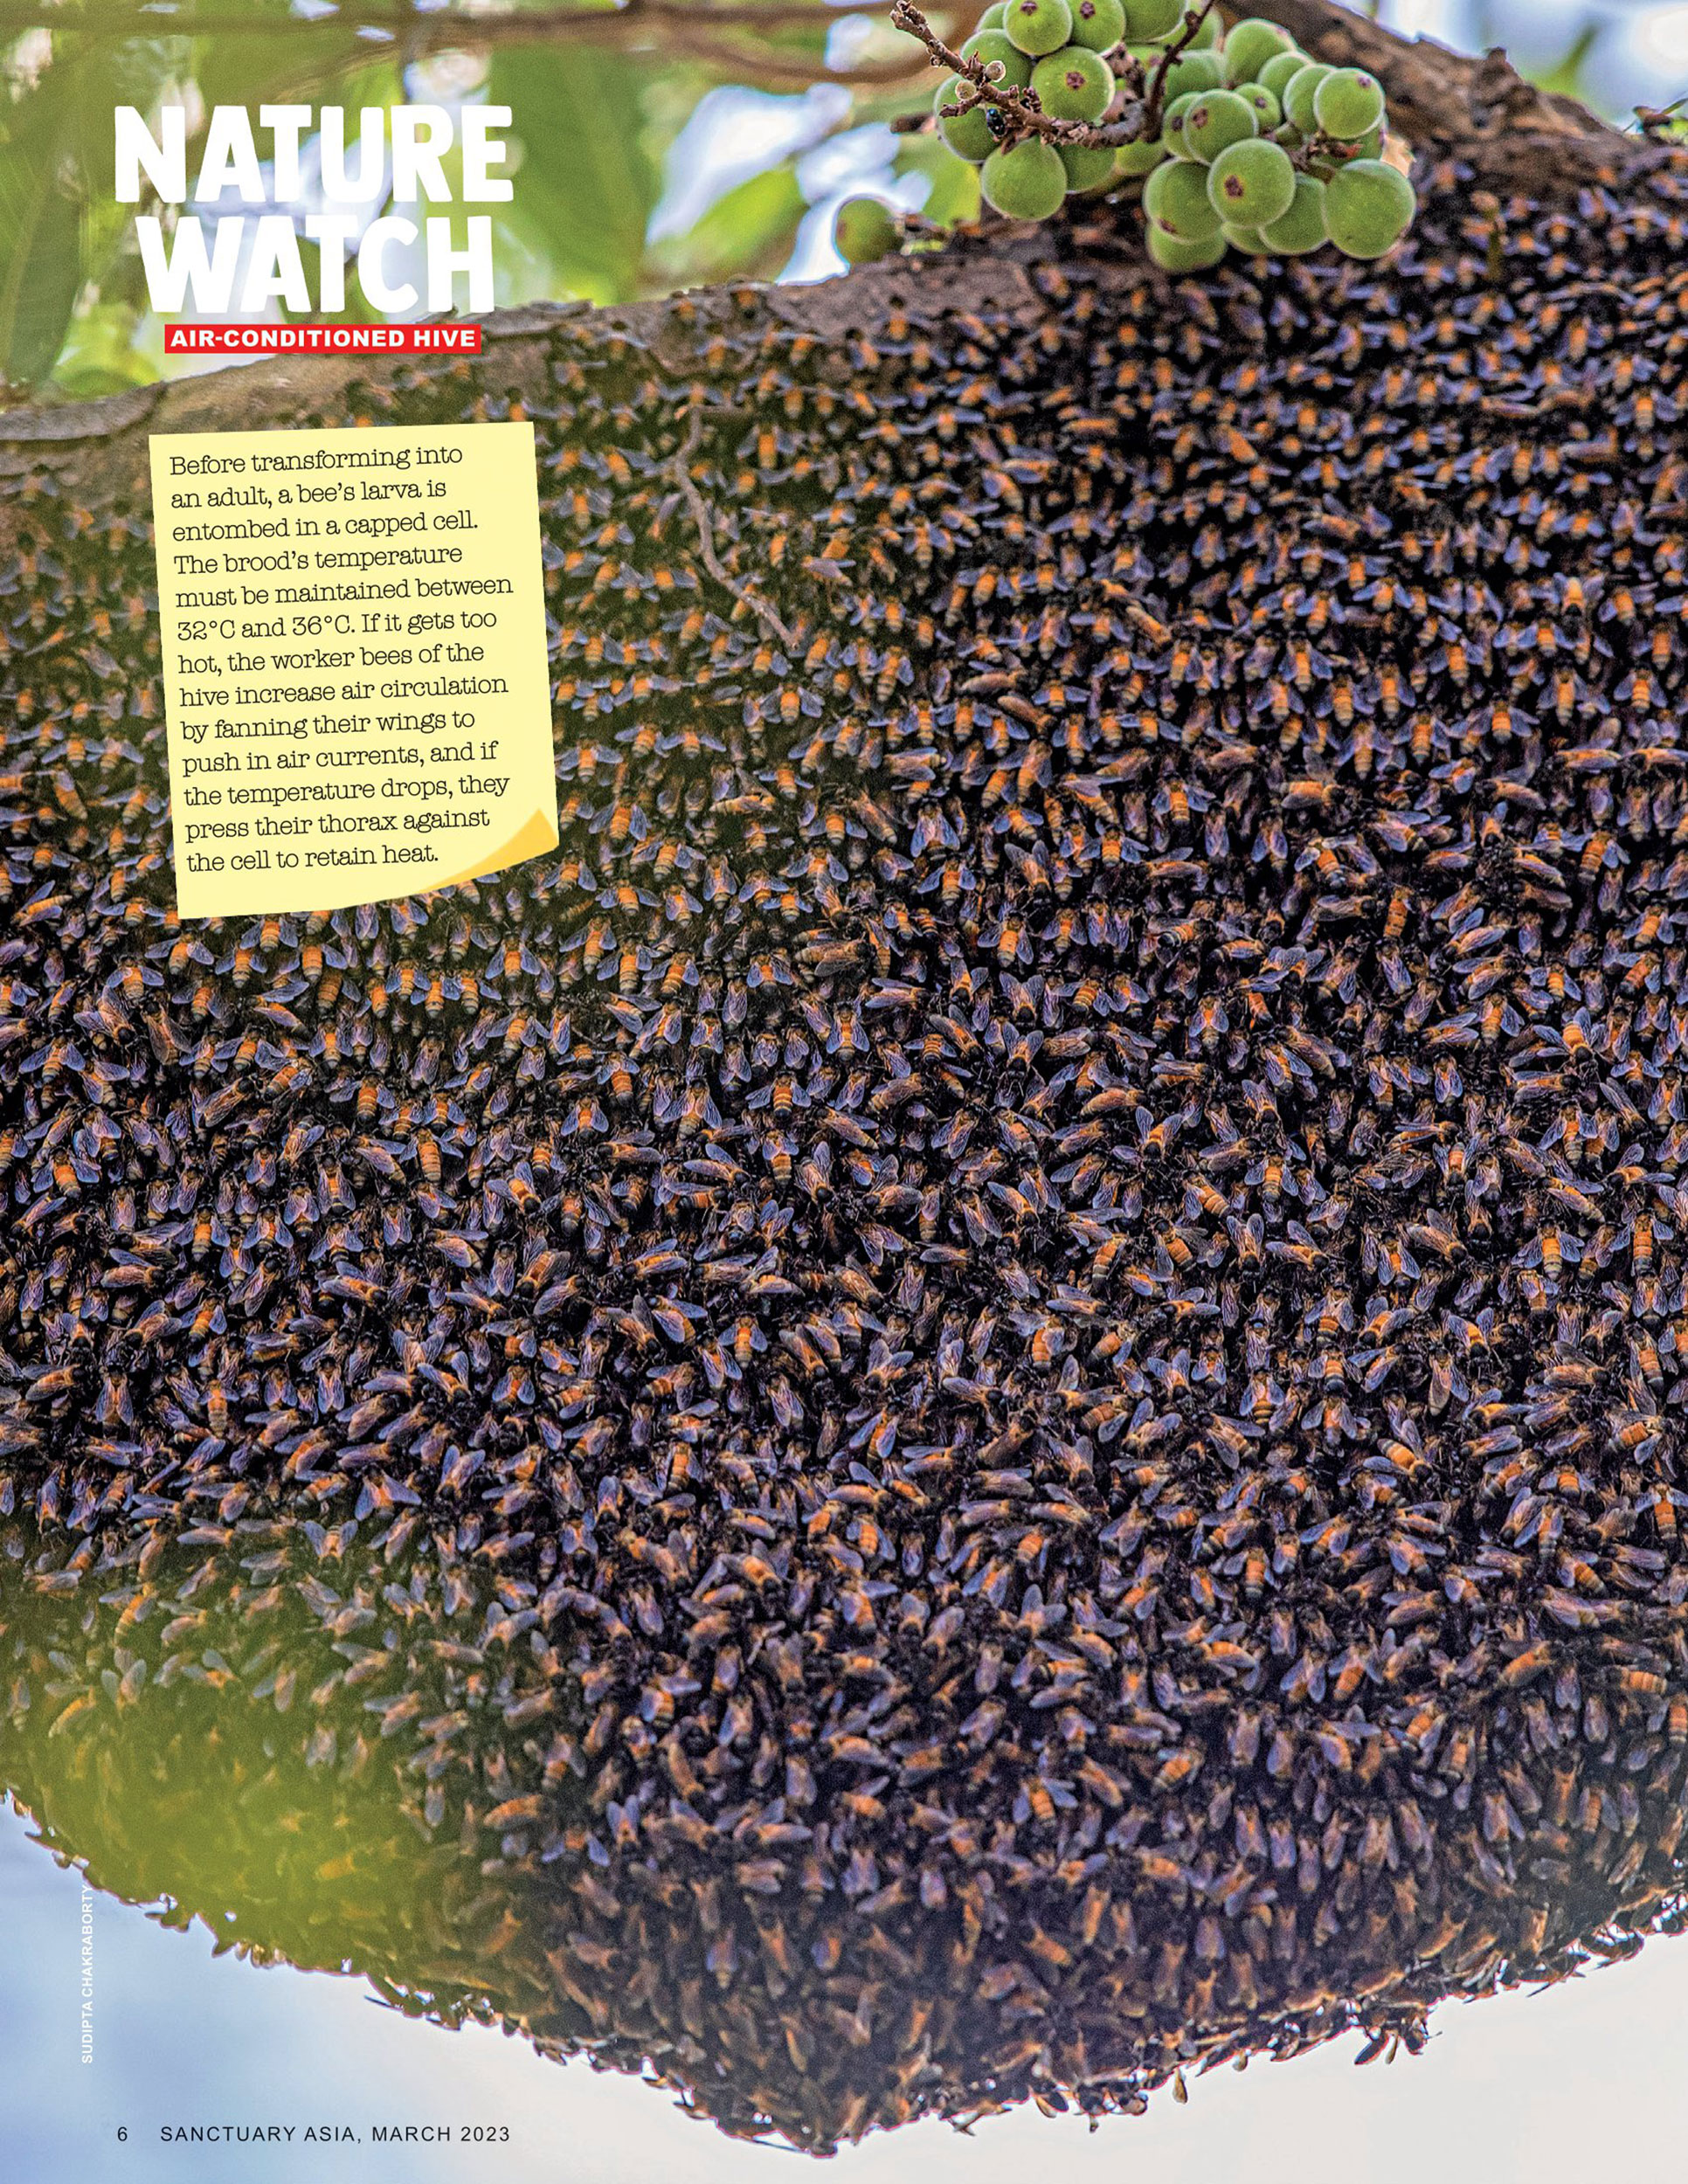 NATURE
WATCH
AIR-CONDITIONED HIVE
Before transforming into
an adult, a bee's larva is
entombed in a capped cell.
The brood's temperature
must be maintained between
32°C and 36°C. If it gets too
hot, the worker bees of the
hive increase air circulation
by fanning their wings to
push in air currents, and if
the temperature drops, they
press their thorax against
the cell to retain heat.
SUDIPTA CHAKRABORTY
6 SANCTUARY ASIA, MARCH 2023